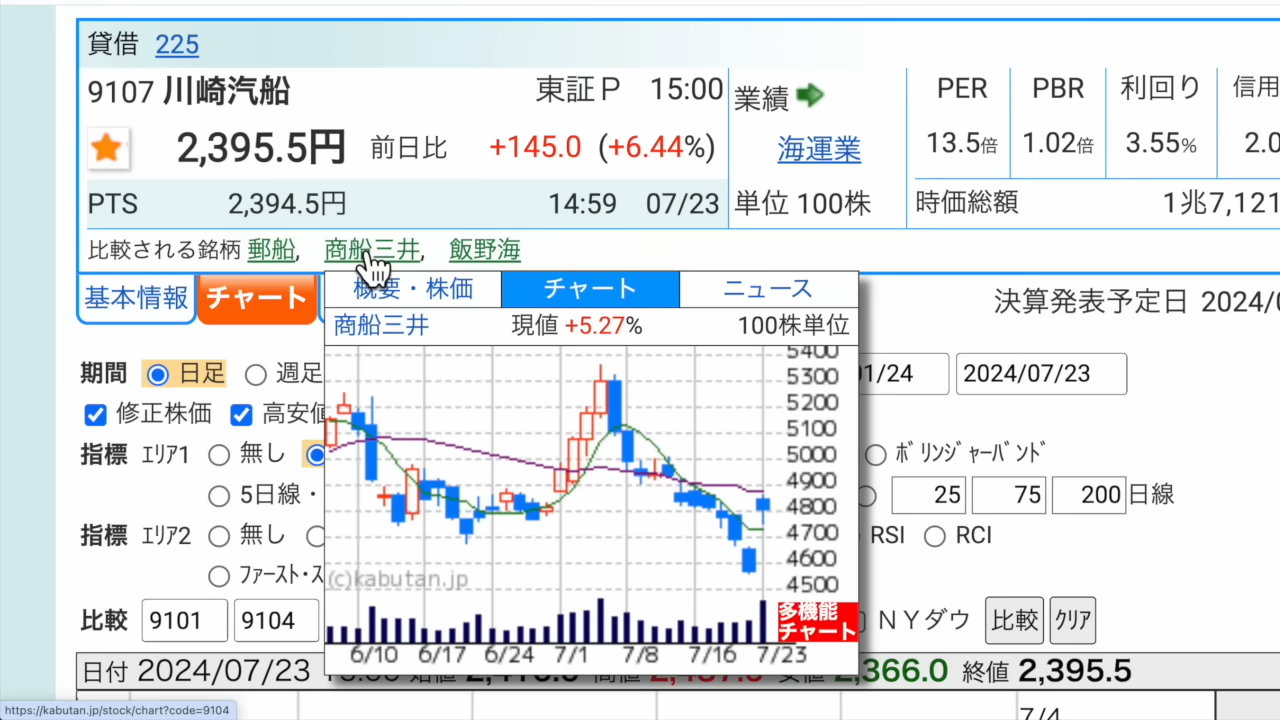 貸借 225
9107 川崎汽船 東証Ｐ 15:00
2,395.5円 前日比 +145.0 (+6.44%)
PTS 2,394.5円 14:59 07/23
業績
海運業
単位 100株
PER PBR 利回り 信用
13.5倍 1.02倍 3.55% 2.0
時価総額 1兆7,121
比較される銘柄 郵船, 商船三井, 飯野海
基本情報 チャート
決算発表予定日 2024/0
概要・株価 チャート ニュース
商船三井 現値 +5.27% 100株単位
5400
5300
5200
5100
5000
4900
4800
4700
4600
4500
(c)kabutan.jp
多機能
チャート
6/10 6/17 6/24 7/1 7/8 7/16 7/23
期間 日足 週足
01/24 2024/07/23
修正株価 高安値
指標 ｴﾘｱ1 無し
ﾎﾞﾘﾝｼﾞｬｰﾊﾞﾝﾄﾞ
5日線・
25 75 200 日線
指標 ｴﾘｱ2 無し
RSI RCI
ﾌｧｰｽﾄ･ｽ
比較 9101 9104
ＮＹダウ 比較 ｸﾘｱ
日付 2024/07/23 2,366.0 終値 2,395.5
7/4
https://kabutan.jp/stock/chart?code=9104